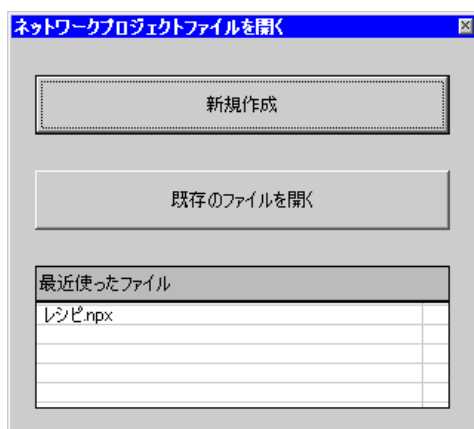 ネットワークプロジェクトファイルを開く
新規作成
既存のファイルを開く
最近使ったファイル
レシピ.npx